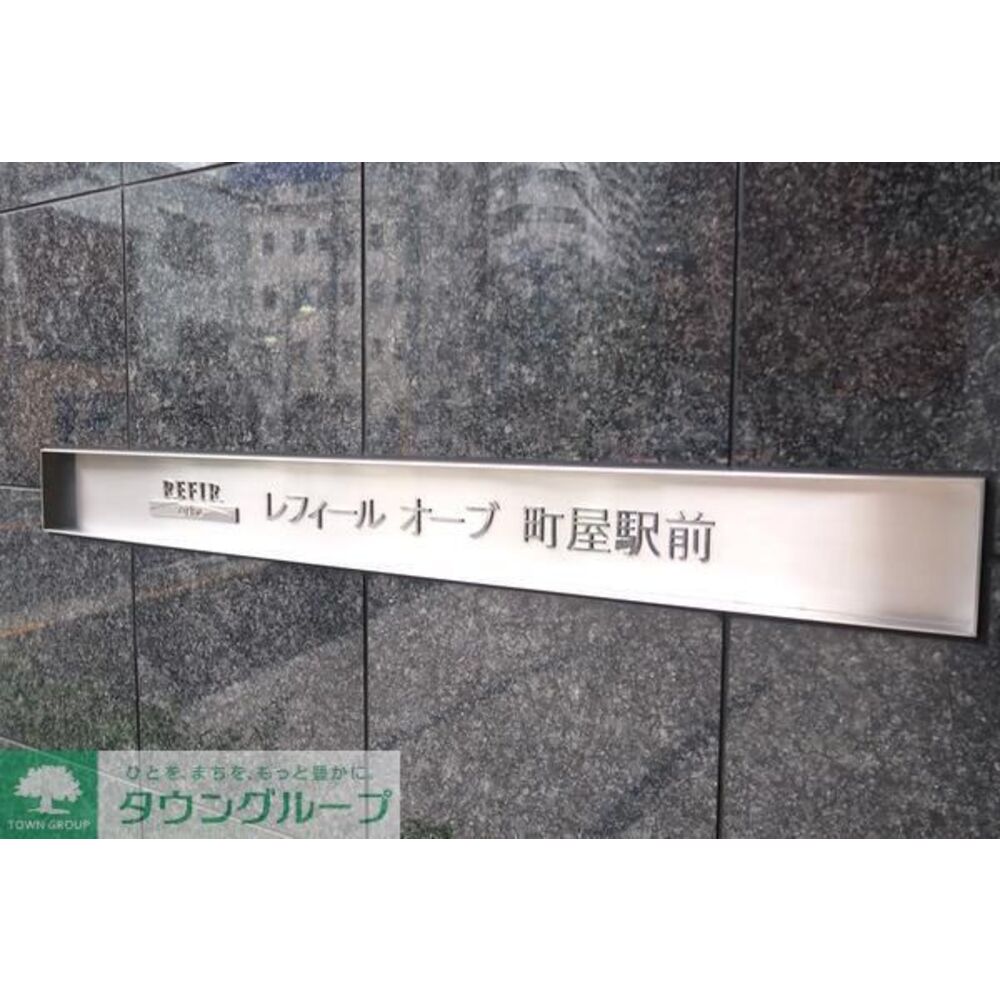 REFIR
レフィール オーブ 町屋駅前
ひとを、まちを、もっと豊かに。
タウングループ
TOWN GROUP